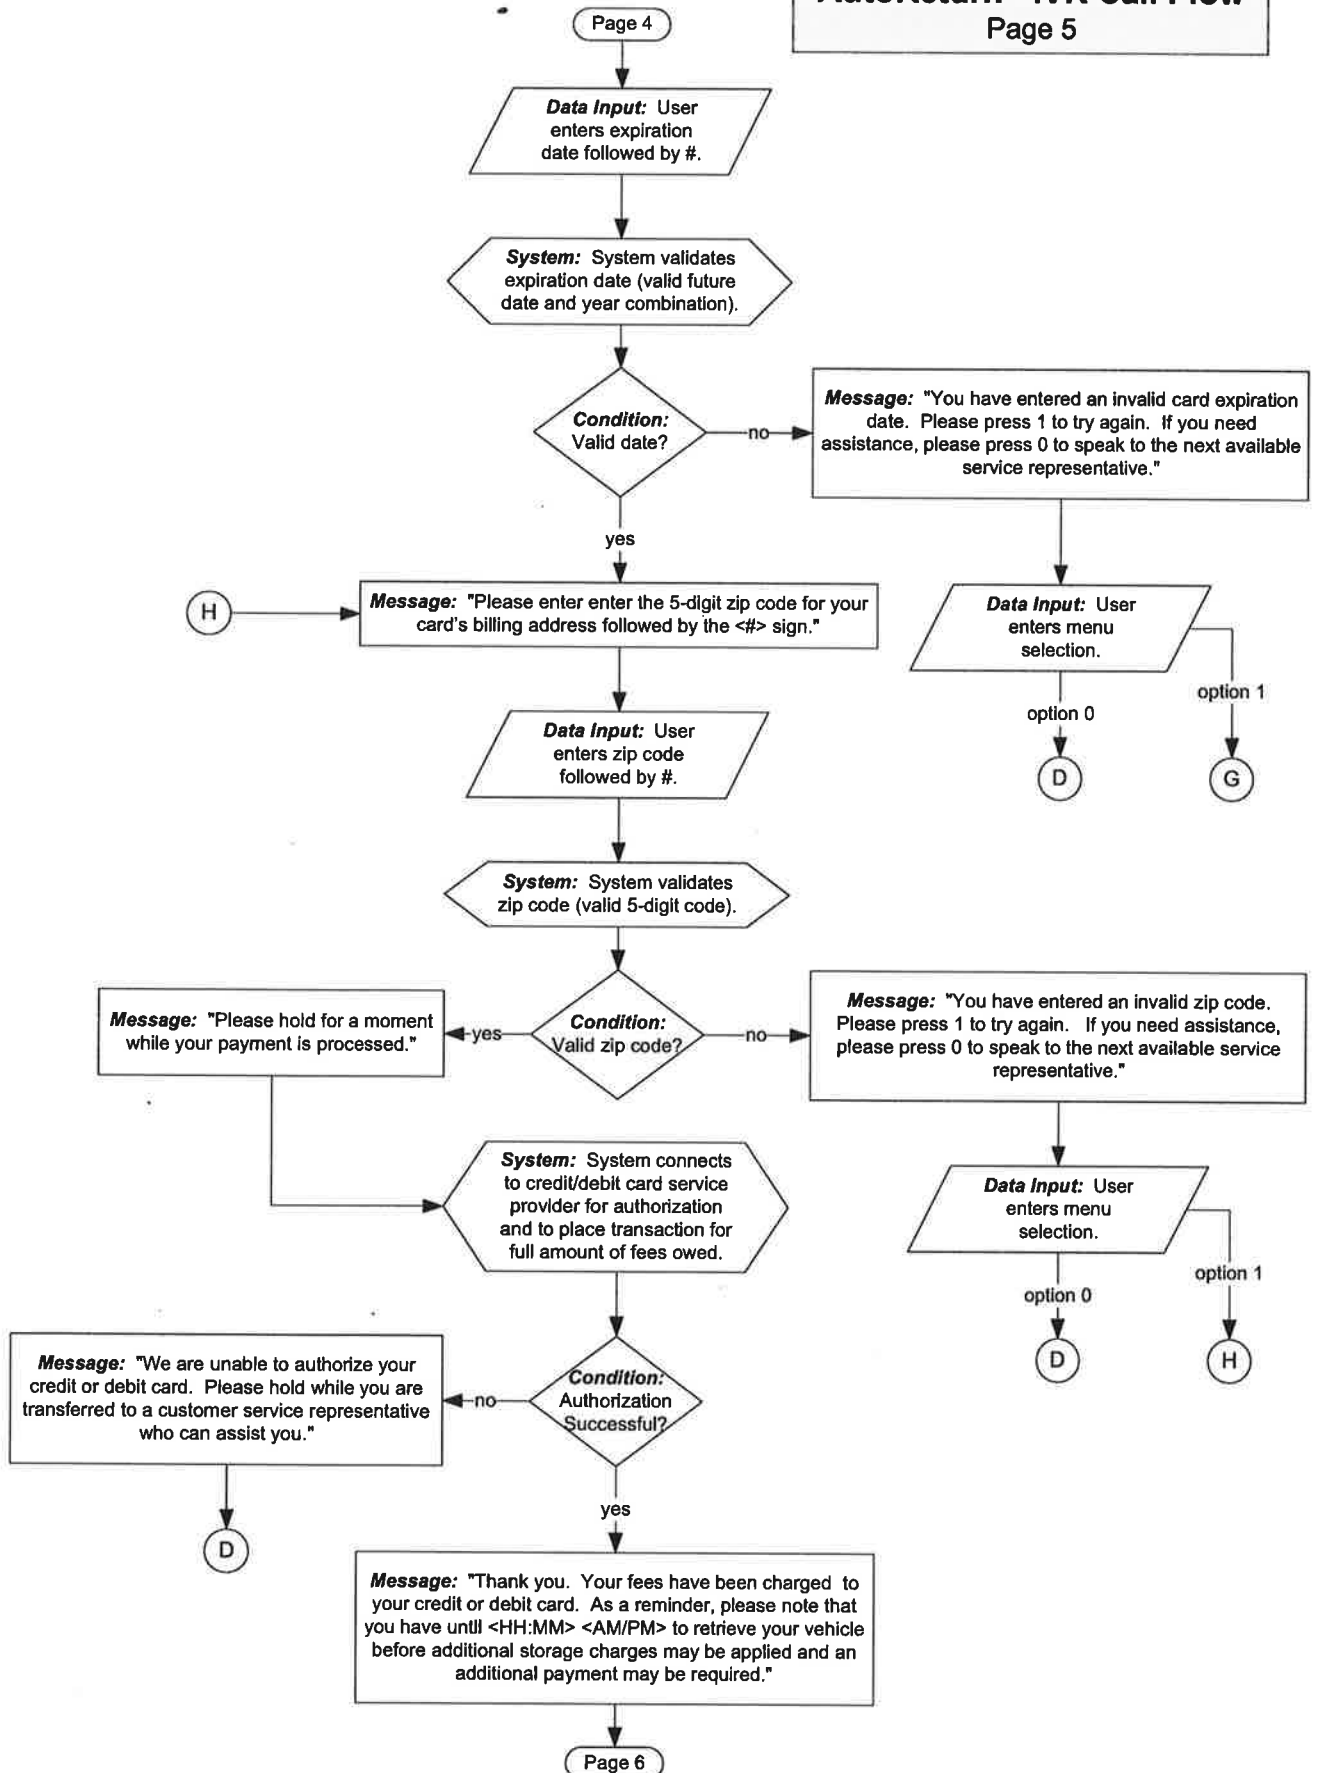 Page 5
Page 4
Data Input: User
enters expiration
date followed by #.
System: System validates
expiration date (valid future
date and year combination).
Condition:
Valid date?
no
Message: "You have entered an invalid card expiration
date. Please press 1 to try again. If you need
assistance, please press 0 to speak to the next available
service representative."
yes
Data Input: User
enters menu
selection.
option 0
option 1
D
G
H
Message: "Please enter enter the 5-digit zip code for your
card's billing address followed by the <#> sign."
Data Input: User
enters zip code
followed by #.
System: System validates
zip code (valid 5-digit code).
Condition:
Valid zip code?
yes
no
Message: "Please hold for a moment
while your payment is processed."
Message: "You have entered an invalid zip code.
Please press 1 to try again. If you need assistance,
please press 0 to speak to the next available service
representative."
Data Input: User
enters menu
selection.
option 0
option 1
D
H
System: System connects
to credit/debit card service
provider for authorization
and to place transaction for
full amount of fees owed.
Condition:
Authorization
Successful?
no
Message: "We are unable to authorize your
credit or debit card. Please hold while you are
transferred to a customer service representative
who can assist you."
D
yes
Message: "Thank you. Your fees have been charged to
your credit or debit card. As a reminder, please note that
you have until <HH:MM> <AM/PM> to retrieve your vehicle
before additional storage charges may be applied and an
additional payment may be required."
Page 6